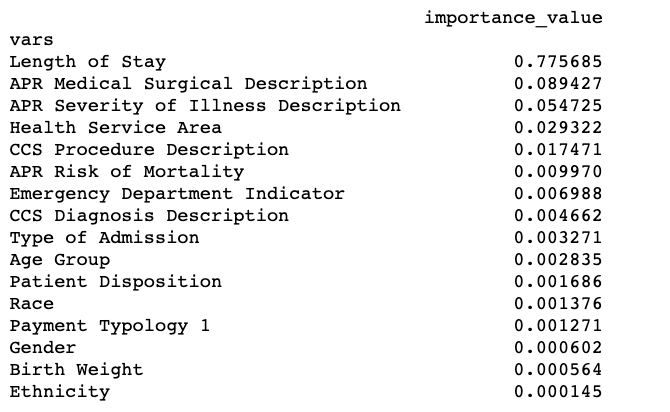 importance_value
vars
Length of Stay 0.775685
APR Medical Surgical Description 0.089427
APR Severity of Illness Description 0.054725
Health Service Area 0.029322
CCS Procedure Description 0.017471
APR Risk of Mortality 0.009970
Emergency Department Indicator 0.006988
CCS Diagnosis Description 0.004662
Type of Admission 0.003271
Age Group 0.002835
Patient Disposition 0.001686
Race 0.001376
Payment Typology 1 0.001271
Gender 0.000602
Birth Weight 0.000564
Ethnicity 0.000145